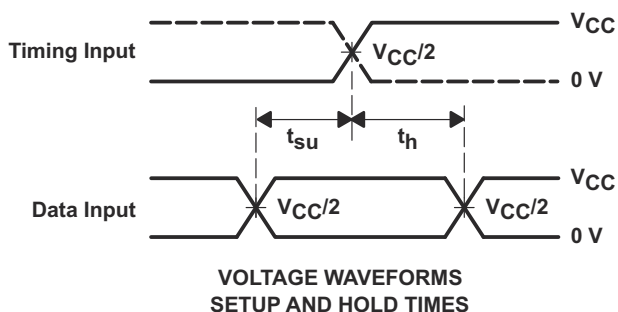 VCC
Timing Input
VCC/2
0 V
tsu
th
VCC
Data Input
VCC/2
VCC/2
0 V
VOLTAGE WAVEFORMS
SETUP AND HOLD TIMES